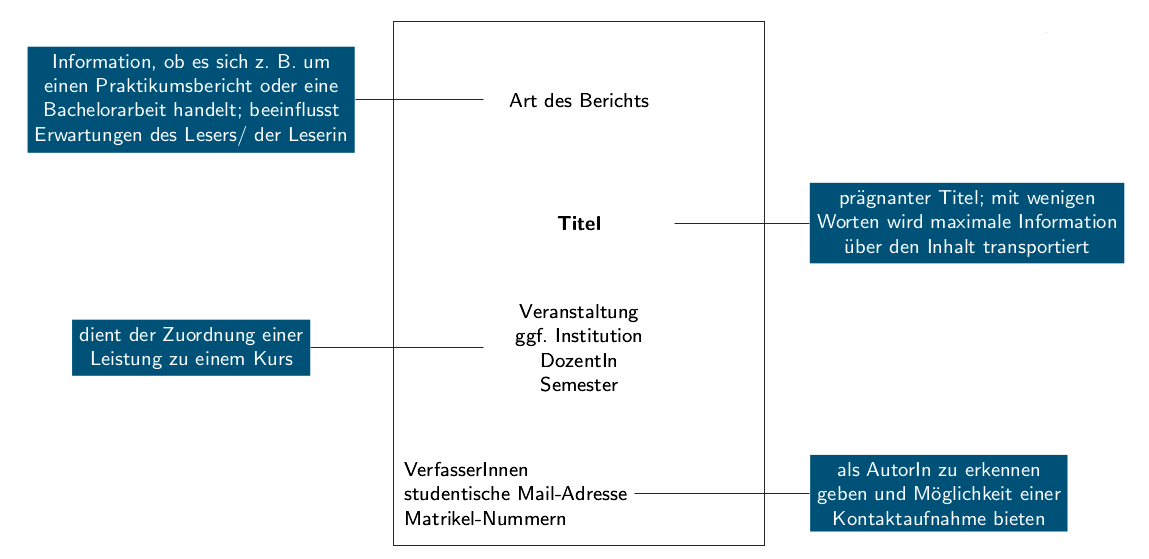 Information, ob es sich z. B. um
einen Praktikumsbericht oder eine
Bachelorarbeit handelt; beeinflusst
Erwartungen des Lesers/ der Leserin
Art des Berichts
prägnanter Titel; mit wenigen
Worten wird maximale Information
über den Inhalt transportiert
Titel
dient der Zuordnung einer
Leistung zu einem Kurs
Veranstaltung
ggf. Institution
DozentIn
Semester
VerfasserInnen
studentische Mail-Adresse
Matrikel-Nummern
als AutorIn zu erkennen
geben und Möglichkeit einer
Kontaktaufnahme bieten